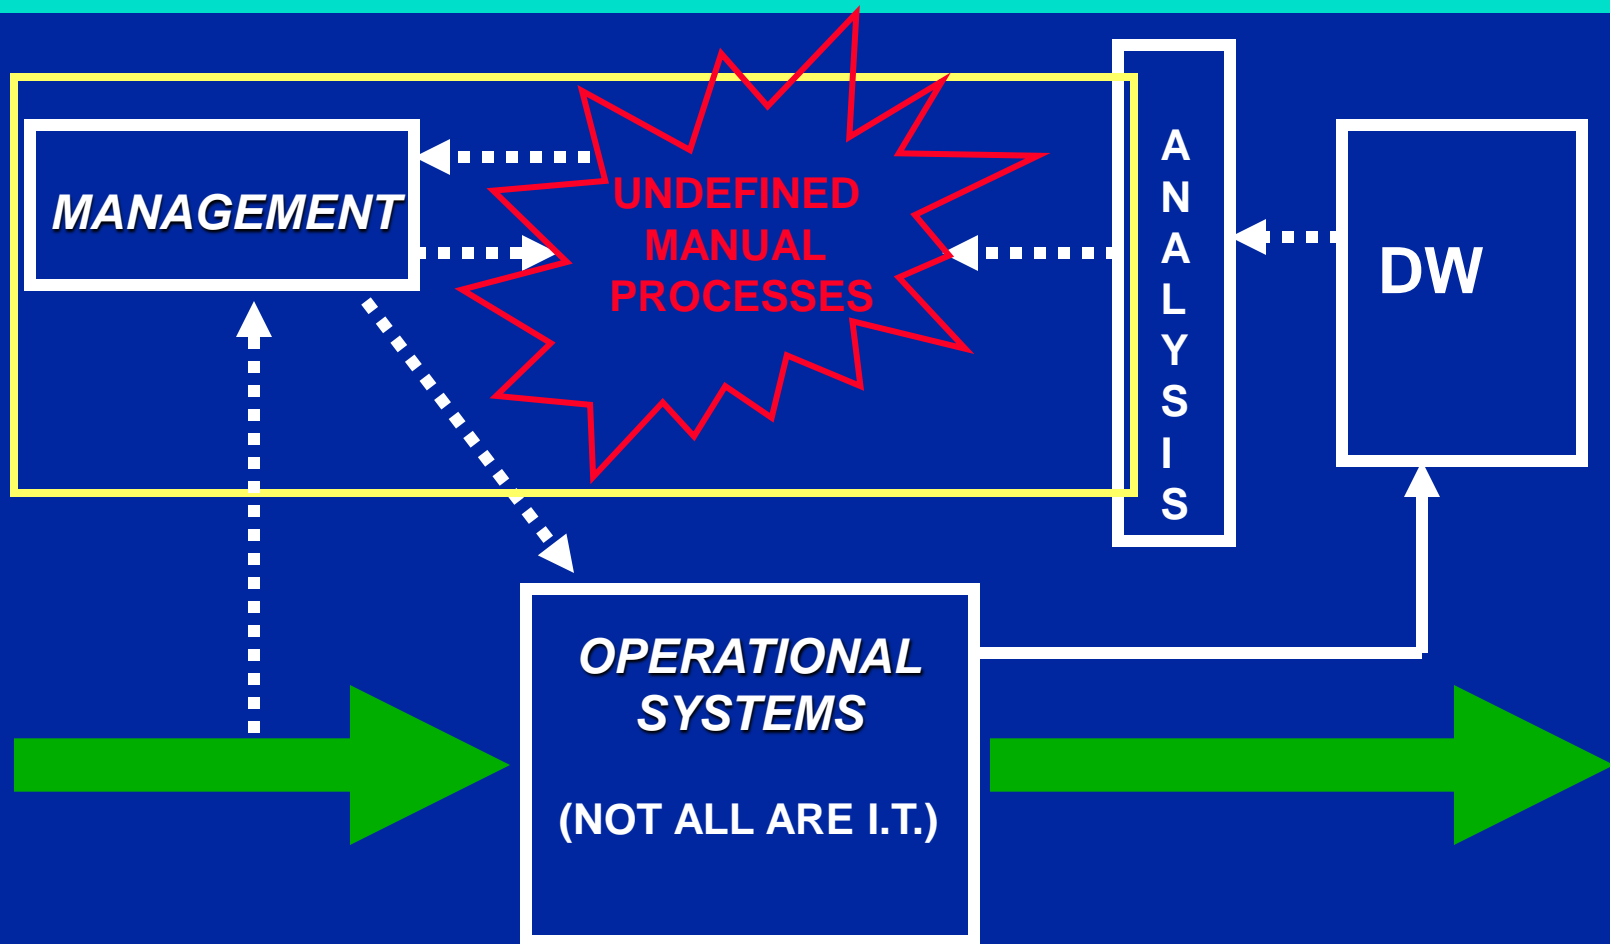 MANAGEMENT
UNDEFINED
MANUAL
PROCESSES
A
N
A
L
Y
S
I
S
DW
OPERATIONAL
SYSTEMS
(NOT ALL ARE I.T.)